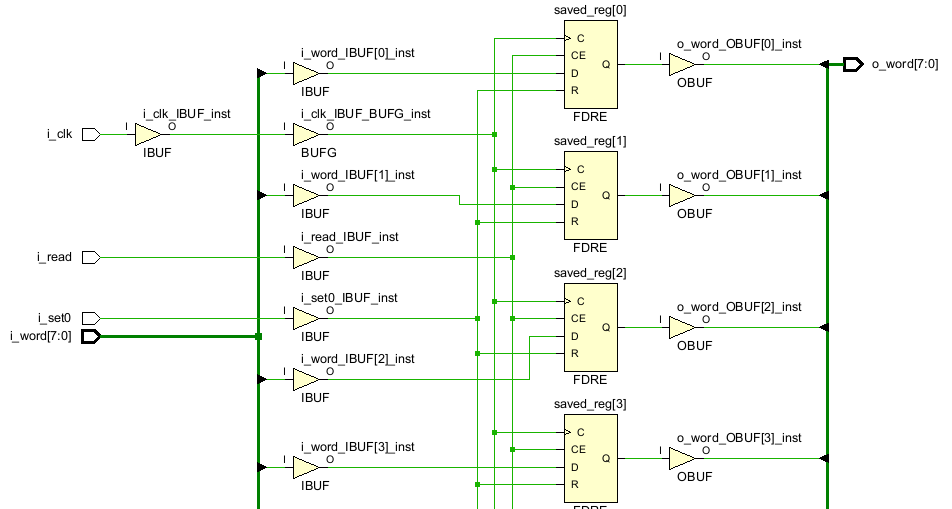 saved_reg[0]
i_word_IBUF[0]_inst
I O
IBUF
C
CE
D
R
Q
FDRE
o_word_OBUF[0]_inst
I O
OBUF
o_word[7:0]
i_clk
i_clk_IBUF_inst
I O
IBUF
i_clk_IBUF_BUFG_inst
I O
BUFG
saved_reg[1]
i_word_IBUF[1]_inst
I O
IBUF
C
CE
D
R
Q
FDRE
o_word_OBUF[1]_inst
I O
OBUF
i_read
i_read_IBUF_inst
I O
IBUF
i_set0
i_set0_IBUF_inst
I O
IBUF
i_word[7:0]
saved_reg[2]
i_word_IBUF[2]_inst
I O
IBUF
C
CE
D
R
Q
FDRE
o_word_OBUF[2]_inst
I O
OBUF
saved_reg[3]
i_word_IBUF[3]_inst
I O
IBUF
C
CE
D
R
Q
FDRE
o_word_OBUF[3]_inst
I O
OBUF